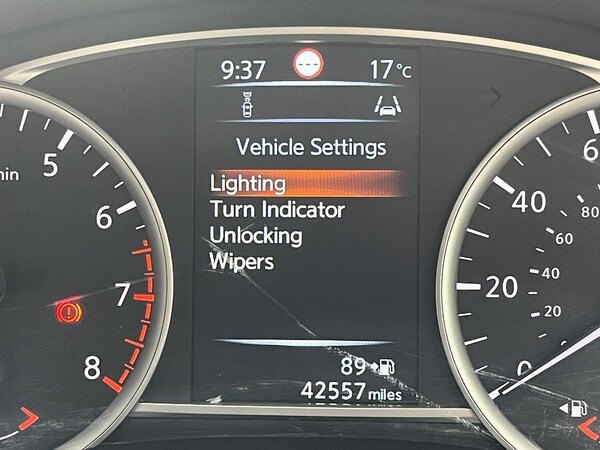 9:37 --- 17°C
Vehicle Settings
Lighting
Turn Indicator
Unlocking
Wipers
89
42557 miles
5
6
7
8
40
20
0
80
60
40
20